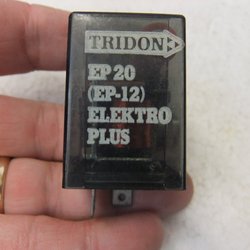 TRIDON
EP 20
(EP-12)
ELEKTRO
PLUS